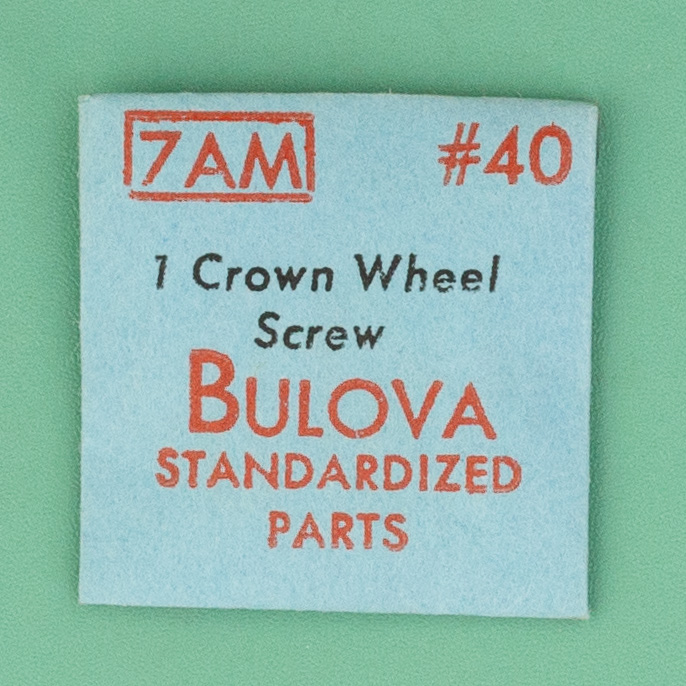 7AM #40
1 Crown Wheel
Screw
BULOVA
STANDARDIZED
PARTS